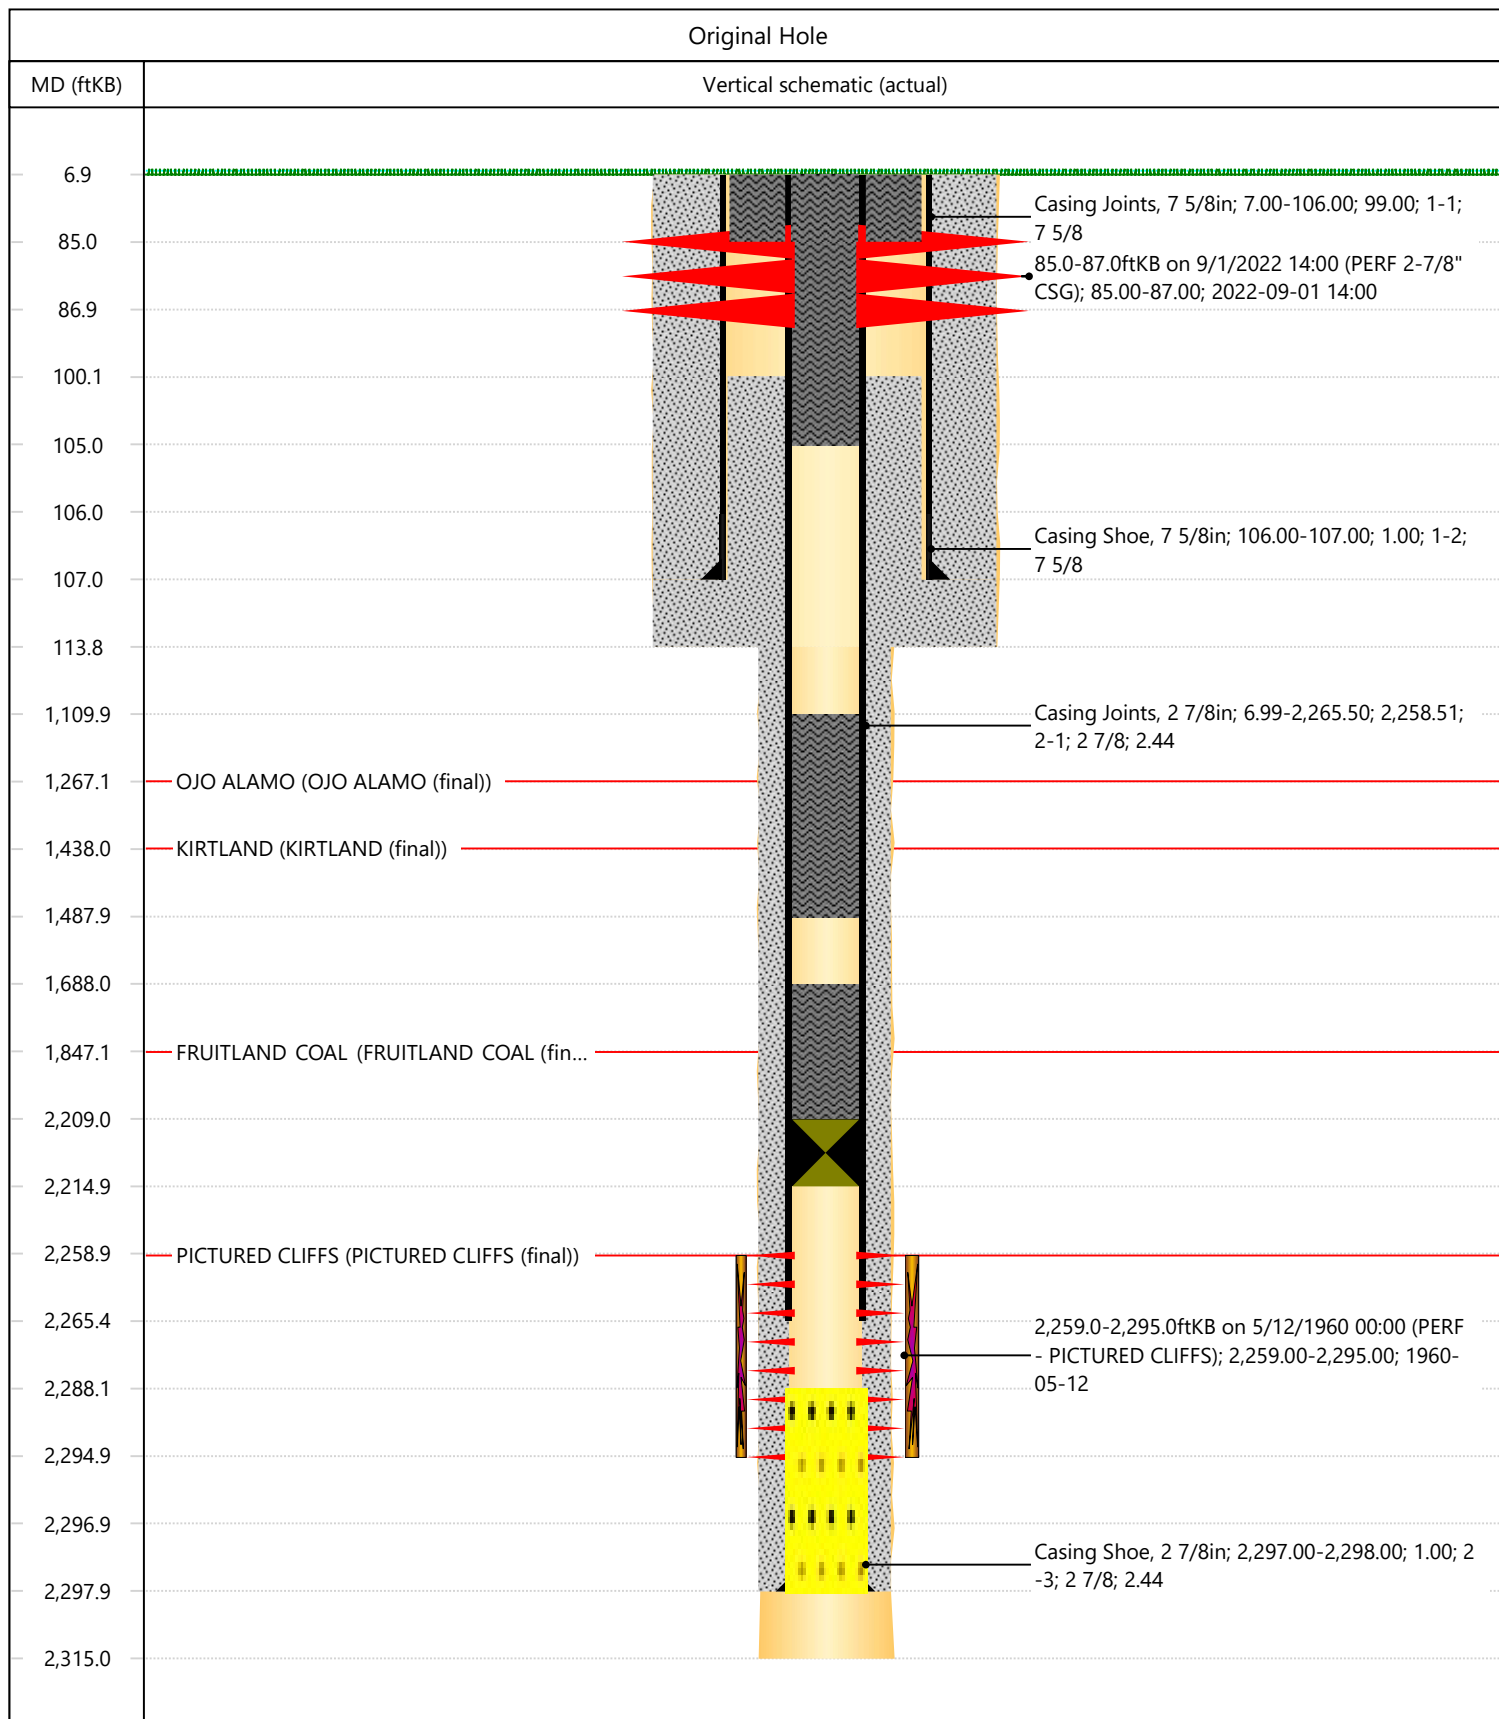 Original Hole
MD (ftKB)
Vertical schematic (actual)
6.9
Casing Joints, 7 5/8in; 7.00-106.00; 99.00; 1-1;
7 5/8
85.0
85.0-87.0ftKB on 9/1/2022 14:00 (PERF 2-7/8"
CSG); 85.00-87.00; 2022-09-01 14:00
86.9
100.1
105.0
106.0
Casing Shoe, 7 5/8in; 106.00-107.00; 1.00; 1-2;
7 5/8
107.0
113.8
1,109.9
Casing Joints, 2 7/8in; 6.99-2,265.50; 2,258.51;
2-1; 2 7/8; 2.44
1,267.1
OJO ALAMO (OJO ALAMO (final))
1,438.0
KIRTLAND (KIRTLAND (final))
1,487.9
1,688.0
1,847.1
FRUITLAND COAL (FRUITLAND COAL (fin...
2,209.0
2,214.9
2,258.9
PICTURED CLIFFS (PICTURED CLIFFS (final))
2,265.4
2,259.0-2,295.0ftKB on 5/12/1960 00:00 (PERF
- PICTURED CLIFFS); 2,259.00-2,295.00; 1960-
05-12
2,288.1
2,294.9
2,296.9
Casing Shoe, 2 7/8in; 2,297.00-2,298.00; 1.00; 2
-3; 2 7/8; 2.44
2,297.9
2,315.0